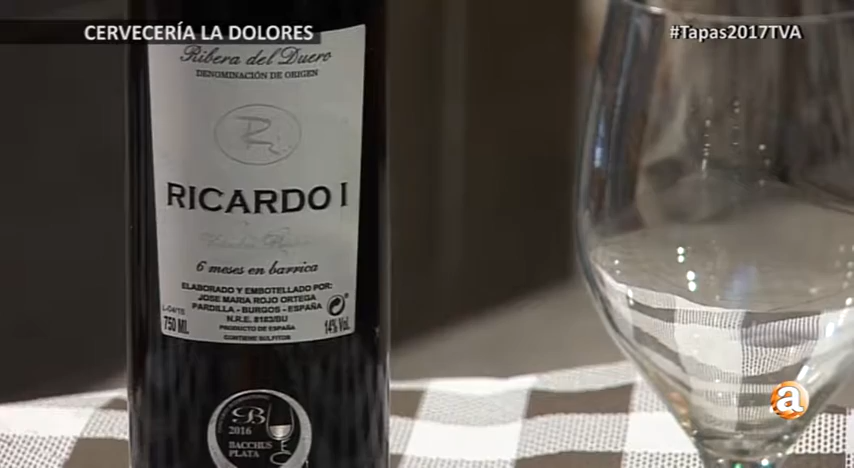 CERVECERÍA LA DOLORES
#Tapas2017TVA
Ribera del Duero
DENOMINACIÓN DE ORIGEN
R
RICARDO I
6 meses en barrica
ELABORADO Y EMBOTELLADO POR:
JOSE MARIA ROJO ORTEGA
PARDILLA - BURGOS - ESPAÑA
N.R.E. 8183/BU
PRODUCTO DE ESPAÑA
CONTIENE SULFITOS
750 ML.
14% Vol.
B
2016
BACCHUS
PLATA
a